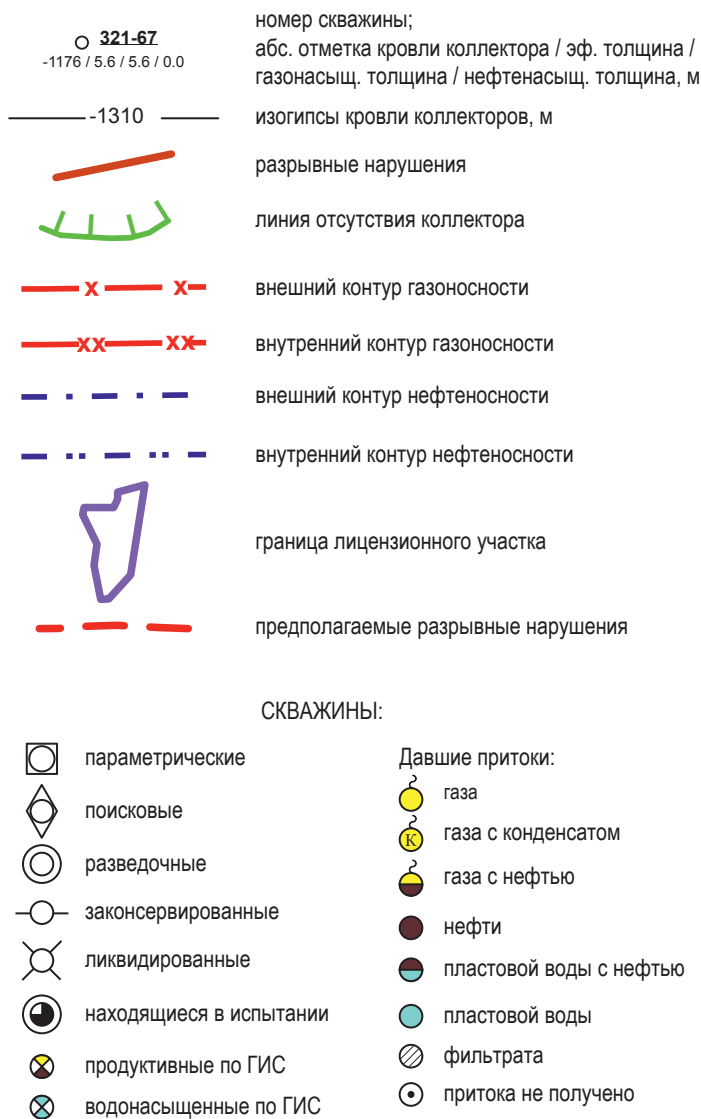 321-67
-1176 / 5.6 / 5.6 / 0.0
номер скважины;
абс. отметка кровли коллектора / эф. толщина /
газонасыщ. толщина / нефтенасыщ. толщина, м
-1310
изогипсы кровли коллекторов, м
разрывные нарушения
линия отсутствия коллектора
x x
внешний контур газоносности
xx xx
внутренний контур газоносности
внешний контур нефтеносности
внутренний контур нефтеносности
граница лицензионного участка
предполагаемые разрывные нарушения
СКВАЖИНЫ:
параметрические
поисковые
разведочные
законсервированные
ликвидированные
находящиеся в испытании
продуктивные по ГИС
водонасыщенные по ГИС
Давшие притоки:
газа
К
газа с конденсатом
газа с нефтью
нефти
пластовой воды с нефтью
пластовой воды
фильтрата
притока не получено